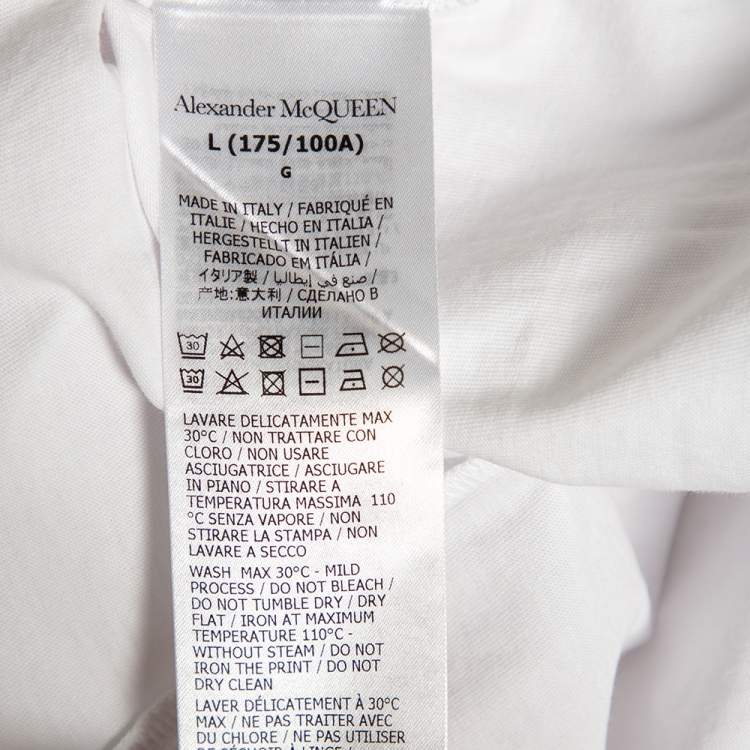 Alexander McQUEEN
L (175/100A)
G
MADE IN ITALY / FABRIQUÉ EN
ITALIE / HECHO EN ITALIA /
HERGESTELLT IN ITALIEN /
FABRICADO EM ITÁLIA /
イタリア製 / صنع في إيطاليا /
产地:意大利 / СДЕЛАНО В
ИТАЛИИ
30
30
LAVARE DELICATAMENTE MAX
30°C / NON TRATTARE CON
CLORO / NON USARE
ASCIUGATRICE / ASCIUGARE
IN PIANO / STIRARE A
TEMPERATURA MASSIMA 110
°C SENZA VAPORE / NON
STIRARE LA STAMPA / NON
LAVARE A SECCO
WASH MAX 30°C - MILD
PROCESS / DO NOT BLEACH /
DO NOT TUMBLE DRY / DRY
FLAT / IRON AT MAXIMUM
TEMPERATURE 110°C -
WITHOUT STEAM / DO NOT
IRON THE PRINT / DO NOT
DRY CLEAN
LAVER DÉLICATEMENT À 30°C
MAX / NE PAS TRAITER AVEC
DU CHLORE / NE PAS UTILISER